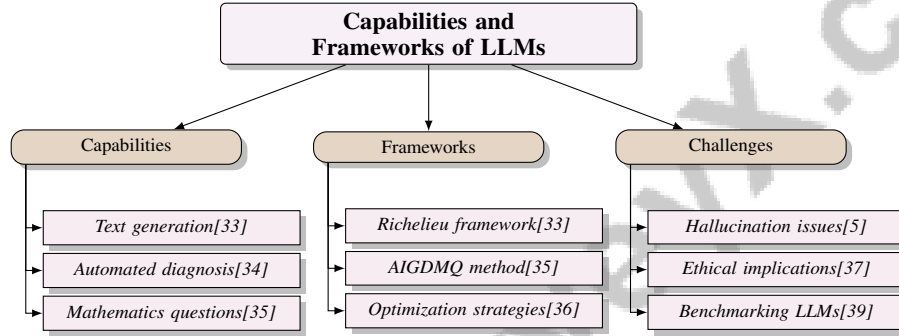 Capabilities and
Frameworks of LLMs
Capabilities
Frameworks
Challenges
Text generation[33]
Automated diagnosis[34]
Mathematics questions[35]
Richelieu framework[33]
AIGDMQ method[35]
Optimization strategies[36]
Hallucination issues[5]
Ethical implications[37]
Benchmarking LLMs[39]